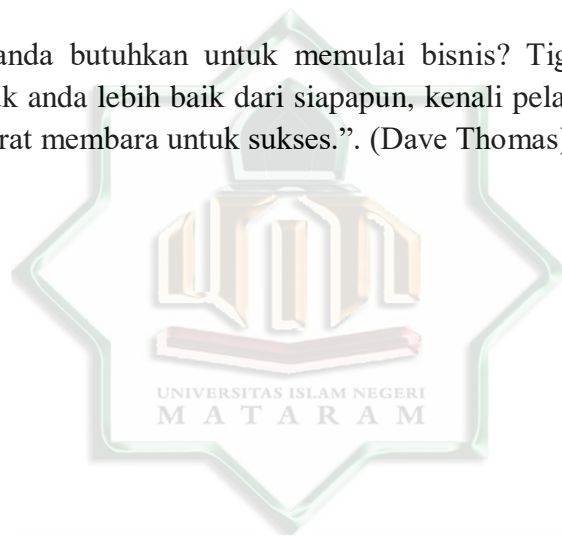 anda butuhkan untuk memulai bisnis? Tig
k anda lebih baik dari siapapun, kenali pela
rat membara untuk sukses.”. (Dave Thomas)
UNIVERSITAS ISLAM NEGERI
M A T A R A M